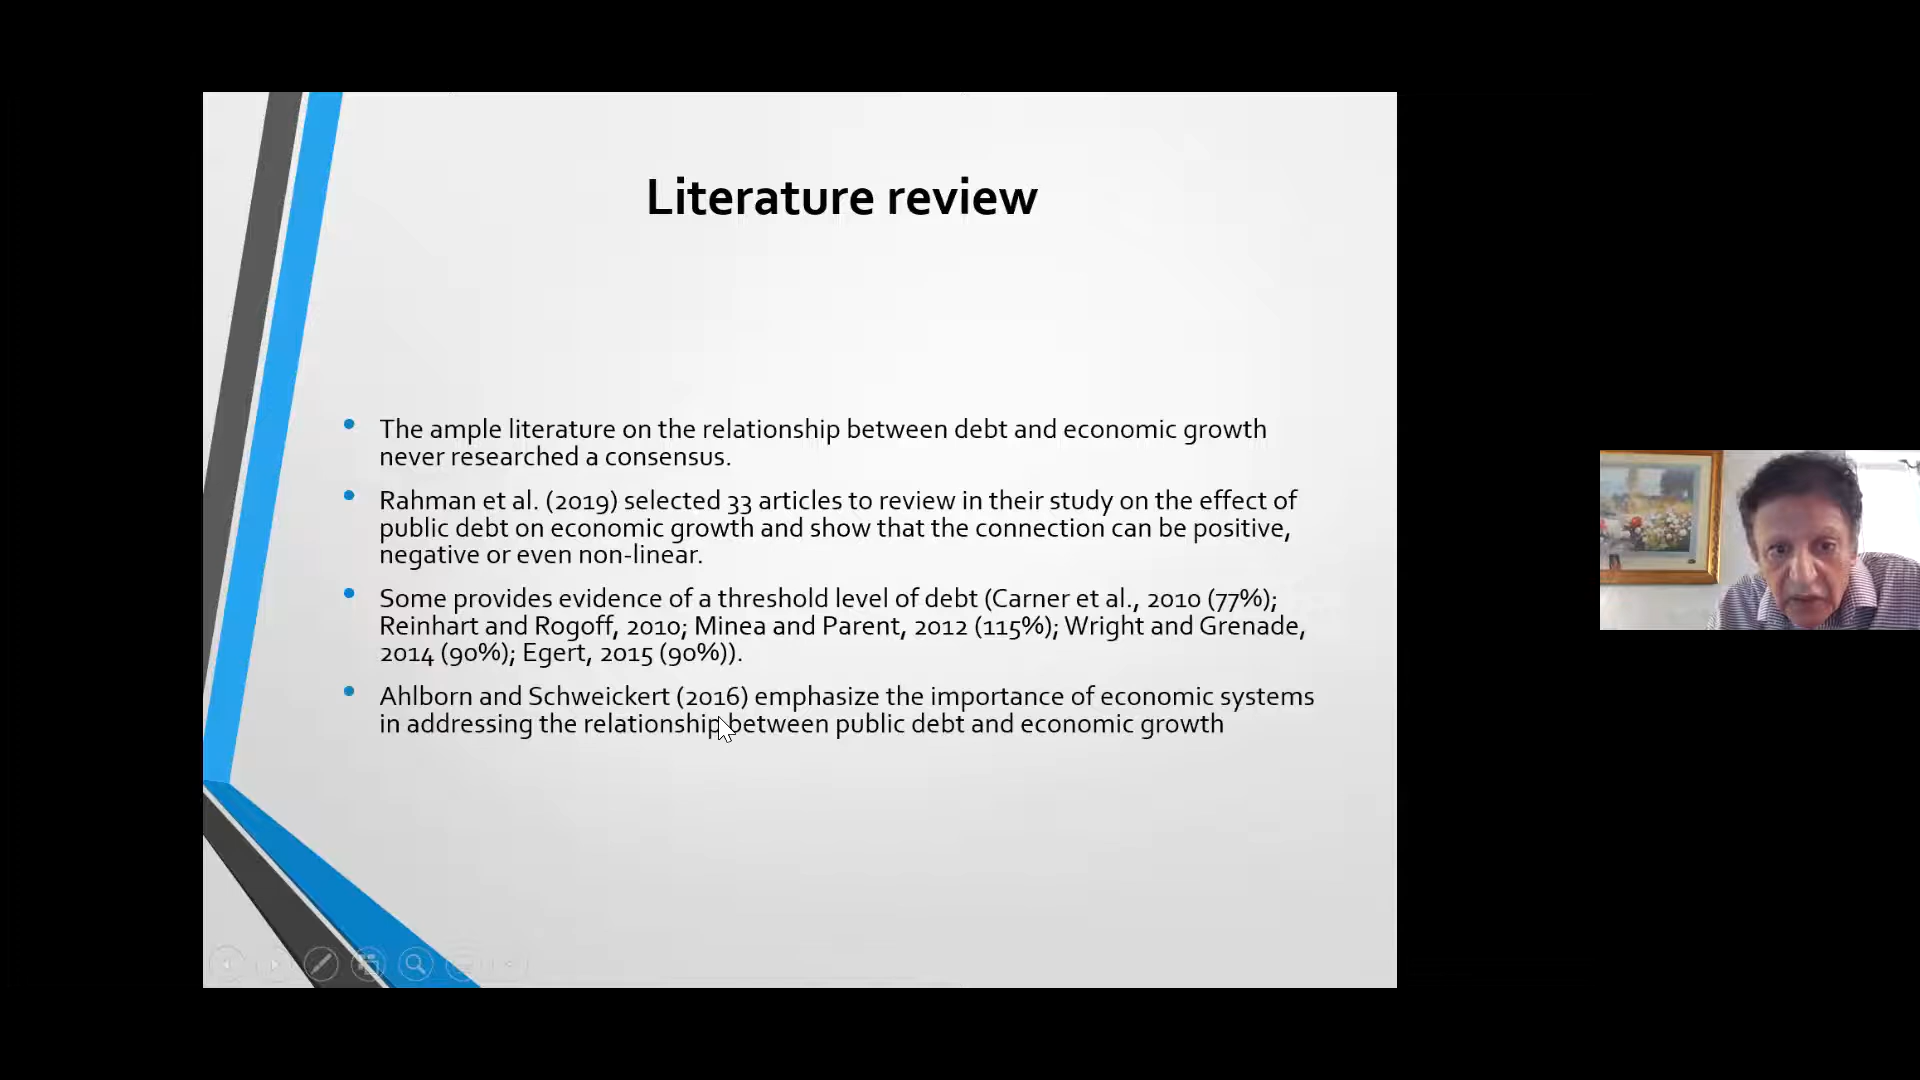 Literature review
The ample literature on the relationship between debt and economic growth
never researched a consensus.
Rahman et al. (2019) selected 33 articles to review in their study on the effect of
public debt on economic growth and show that the connection can be positive,
negative or even non-linear.
Some provides evidence of a threshold level of debt (Carner et al., 2010 (77%);
Reinhart and Rogoff, 2010; Minea and Parent, 2012 (115%); Wright and Grenade,
2014 (90%); Egert, 2015 (90%)).
Ahlborn and Schweickert (2016) emphasize the importance of economic systems
in addressing the relationship between public debt and economic growth